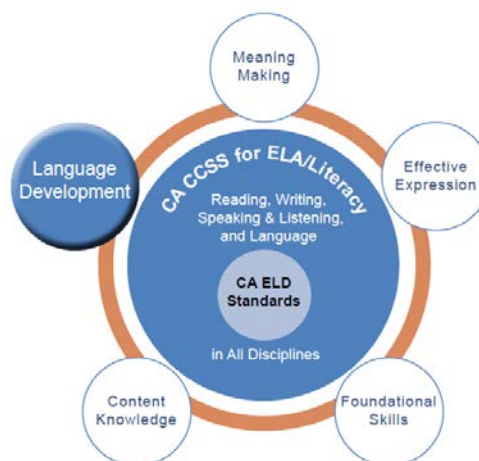 Meaning
Making
Language
Development
Effective
Expression
CA CCSS for ELA/Literacy
Reading, Writing,
Speaking & Listening,
and Language
CA ELD
Standards
in All Disciplines
Content
Knowledge
Foundational
Skills